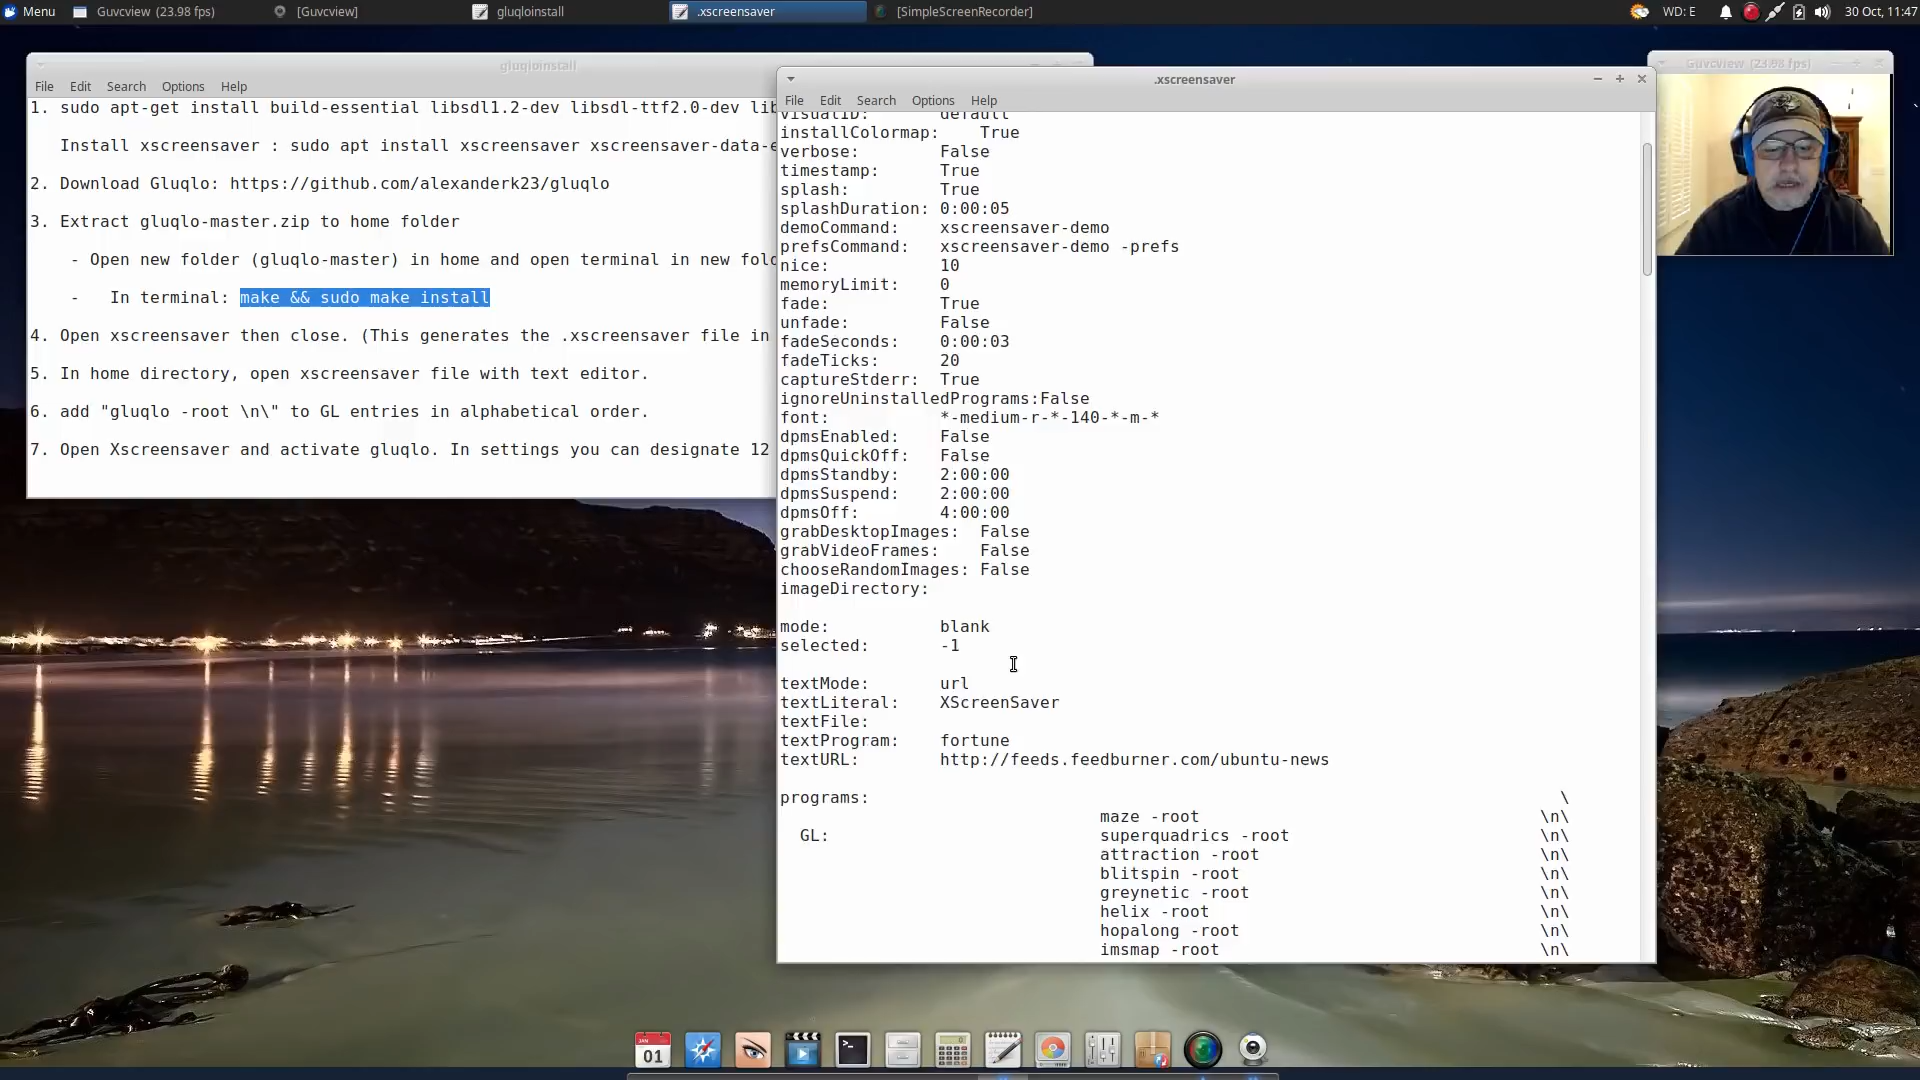 Menu
Guvcview (23.98 fps)
[Guvcview]
gluqloinstall
.xscreensaver
[SimpleScreenRecorder]
WD: E
30 Oct, 11:47
gluqloinstall
File Edit Search Options Help
1. sudo apt-get install build-essential libsdl1.2-dev libsdl-ttf2.0-dev lib
Install xscreensaver : sudo apt install xscreensaver xscreensaver-data-e
2. Download Gluqlo: https://github.com/alexanderk23/gluqlo
3. Extract gluqlo-master.zip to home folder
- Open new folder (gluqlo-master) in home and open terminal in new fold
- In terminal: make && sudo make install
4. Open xscreensaver then close. (This generates the .xscreensaver file in
5. In home directory, open xscreensaver file with text editor.
6. add "gluqlo -root \n\" to GL entries in alphabetical order.
7. Open Xscreensaver and activate gluqlo. In settings you can designate 12
.xscreensaver
File Edit Search Options Help
visualID: default
installColormap: True
verbose: False
timestamp: True
splash: True
splashDuration: 0:00:05
demoCommand: xscreensaver-demo
prefsCommand: xscreensaver-demo -prefs
nice: 10
memoryLimit: 0
fade: True
unfade: False
fadeSeconds: 0:00:03
fadeTicks: 20
captureStderr: True
ignoreUninstalledPrograms:False
font: *-medium-r-*-140-*-m-*
dpmsEnabled: False
dpmsQuickOff: False
dpmsStandby: 2:00:00
dpmsSuspend: 2:00:00
dpmsOff: 4:00:00
grabDesktopImages: False
grabVideoFrames: False
chooseRandomImages: False
imageDirectory:
mode: blank
selected: -1
textMode: url
textLiteral: XScreenSaver
textFile:
textProgram: fortune
textURL: http://feeds.feedburner.com/ubuntu-news
programs: \
maze -root \n\
GL: superquadrics -root \n\
attraction -root \n\
blitspin -root \n\
greynetic -root \n\
helix -root \n\
hopalong -root \n\
imsmap -root \n\
Guvcview (23.98 fps)
JAN
01